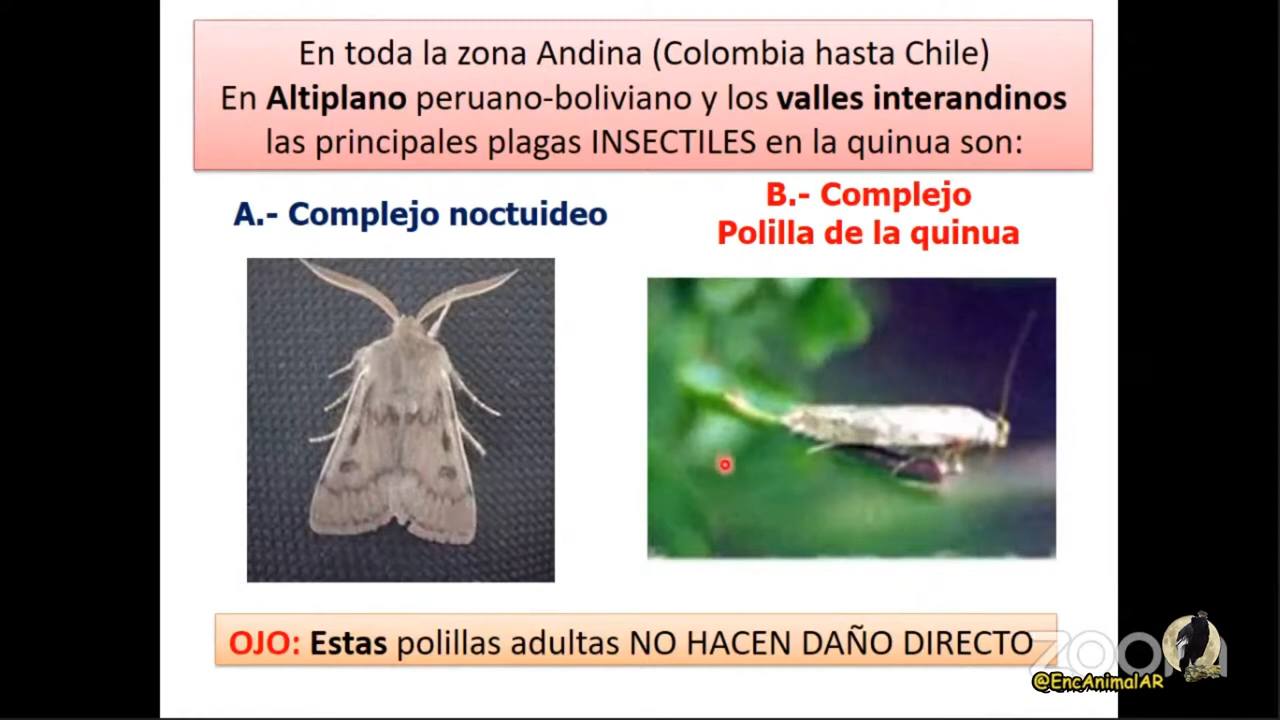 En toda la zona Andina (Colombia hasta Chile)
En Altiplano peruano-boliviano y los valles interandinos
las principales plagas INSECTILES en la quinua son:
A.- Complejo noctuideo
B.- Complejo
Polilla de la quinua
OJO: Estas polillas adultas NO HACEN DAÑO DIRECTO
zoom
@EncAnimalAR